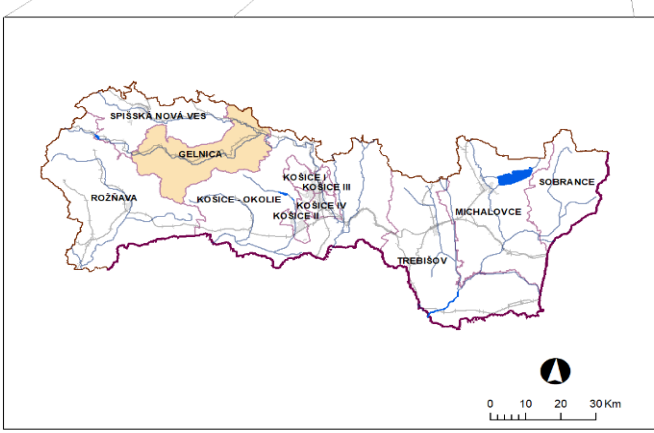 SPIŠSKÁ NOVÁ VES
GELNICA
ROŽŇAVA
KOŠICE - OKOLIE
KOŠICE I
KOŠICE III
KOŠICE IV
KOŠICE II
SOBRANCE
MICHALOVCE
TREBIŠOV
0 10 20 30 Km